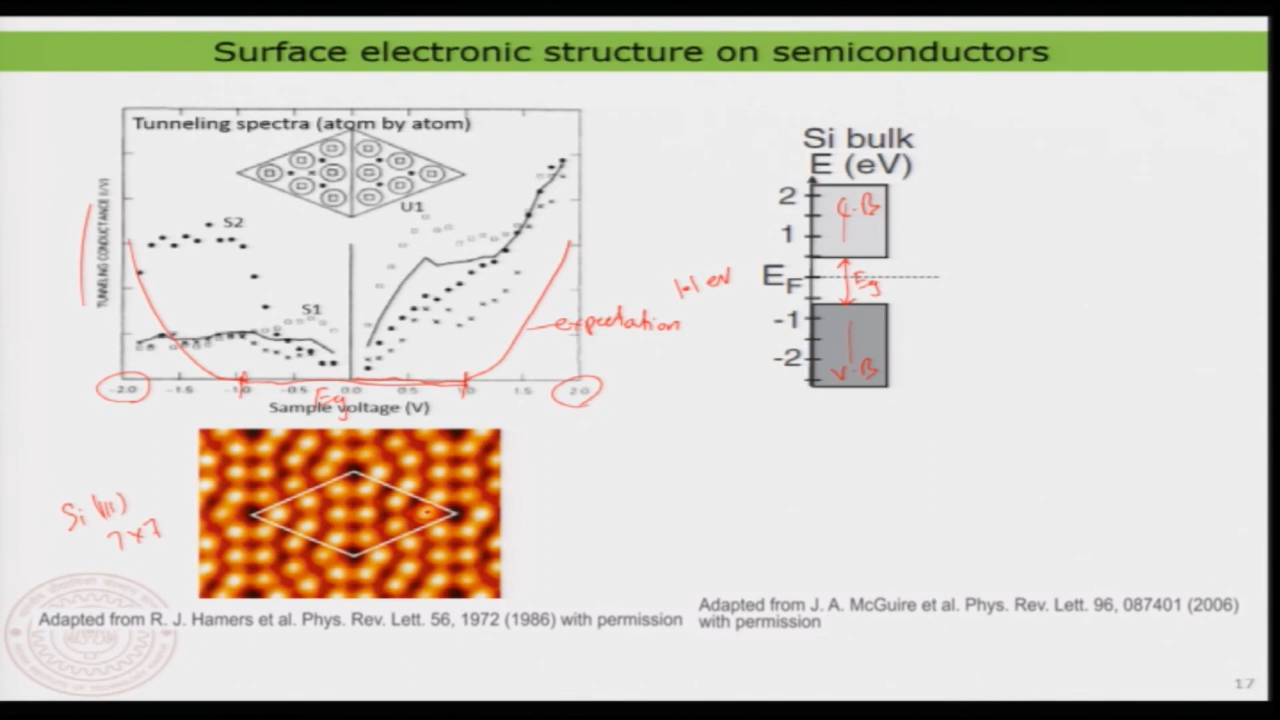 Surface electronic structure on semiconductors
Tunneling spectra (atom by atom)
U1
S2
S1
TUNNELING CONDUCTANCE (I/V)
-2.0 -1.5 -1.0 -0.5 0.0 0.5 1.0 1.5 2.0
Eg
Sample voltage (V)
expectation
Si (111)
7x7
Adapted from R. J. Hamers et al. Phys. Rev. Lett. 56, 1972 (1986) with permission
Si bulk
E (eV)
2
C.B
1
1.1 eV
EF
Eg
-1
-2
V.B
Adapted from J. A. McGuire et al. Phys. Rev. Lett. 96, 087401 (2006)
with permission
17